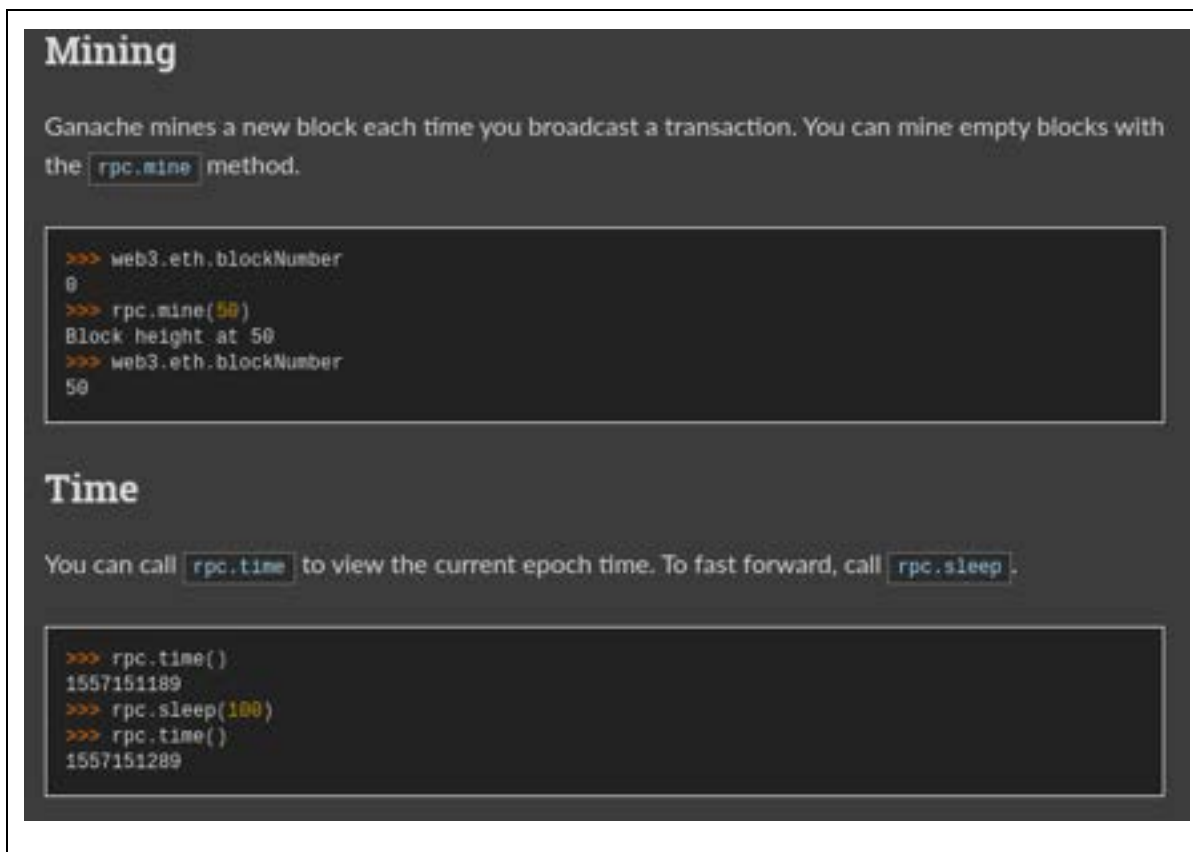 Mining
Ganache mines a new block each time you broadcast a transaction. You can mine empty blocks with
the rpc.mine method.
>>> web3.eth.blockNumber
0
>>> rpc.mine(50)
Block height at 50
>>> web3.eth.blockNumber
50
Time
You can call rpc.time to view the current epoch time. To fast forward, call rpc.sleep.
>>> rpc.time()
1557151189
>>> rpc.sleep(100)
>>> rpc.time()
1557151289